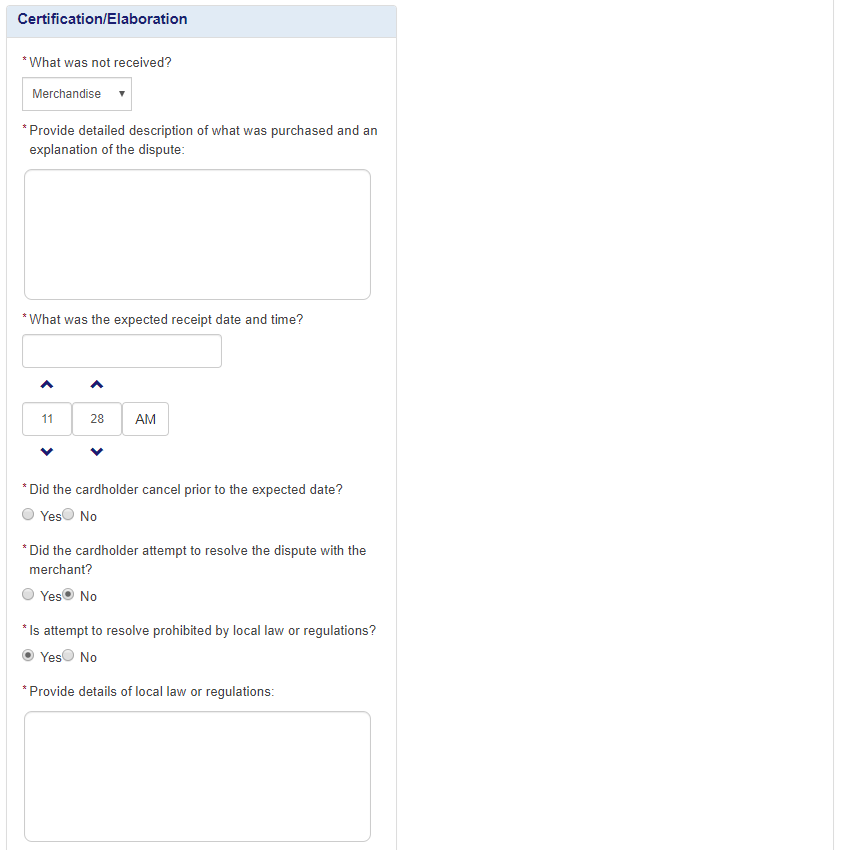 Certification/Elaboration
* What was not received?
Merchandise
* Provide detailed description of what was purchased and an
explanation of the dispute:
* What was the expected receipt date and time?
11 28 AM
* Did the cardholder cancel prior to the expected date?
Yes No
* Did the cardholder attempt to resolve the dispute with the
merchant?
Yes No
* Is attempt to resolve prohibited by local law or regulations?
Yes No
* Provide details of local law or regulations: